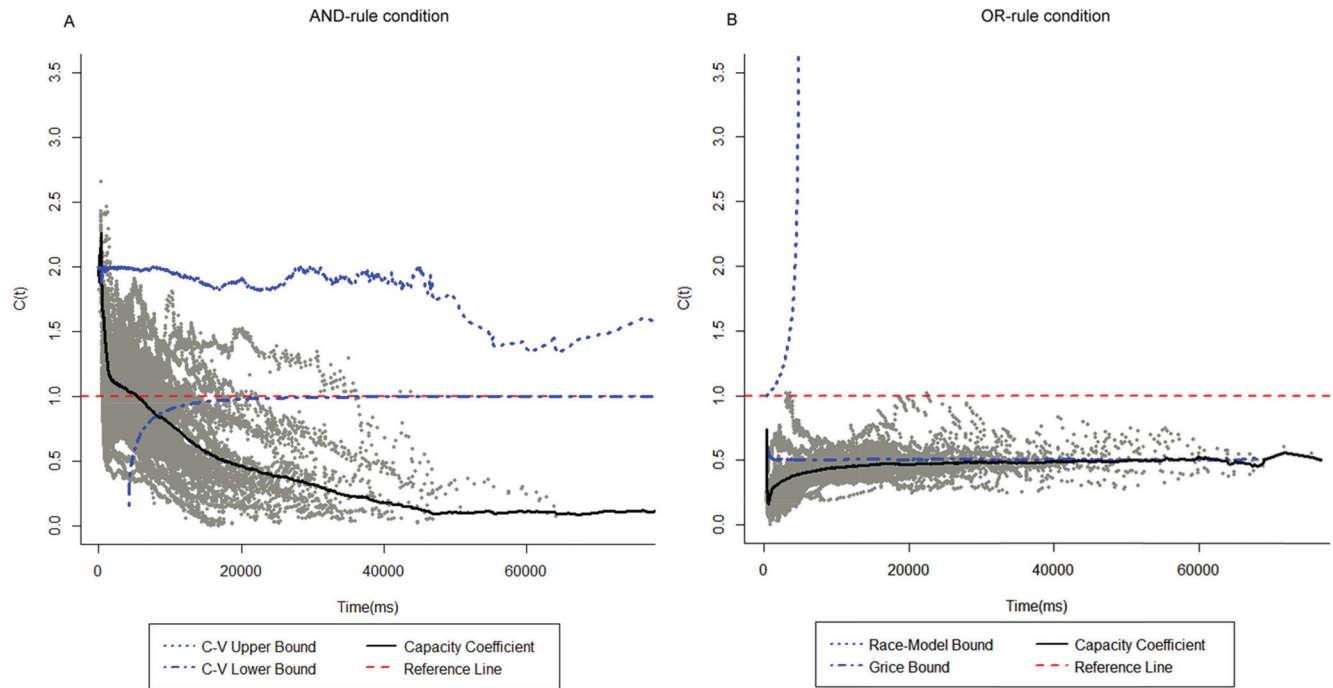 A
AND-rule condition
C(t)
3.5
3.0
2.5
2.0
1.5
1.0
0.5
0.0
0
20000
40000
60000
Time(ms)
C-V Upper Bound
Capacity Coefficient
C-V Lower Bound
Reference Line
B
OR-rule condition
C(t)
3.5
3.0
2.5
2.0
1.5
1.0
0.5
0.0
0
20000
40000
60000
Time(ms)
Race-Model Bound
Capacity Coefficient
Grice Bound
Reference Line